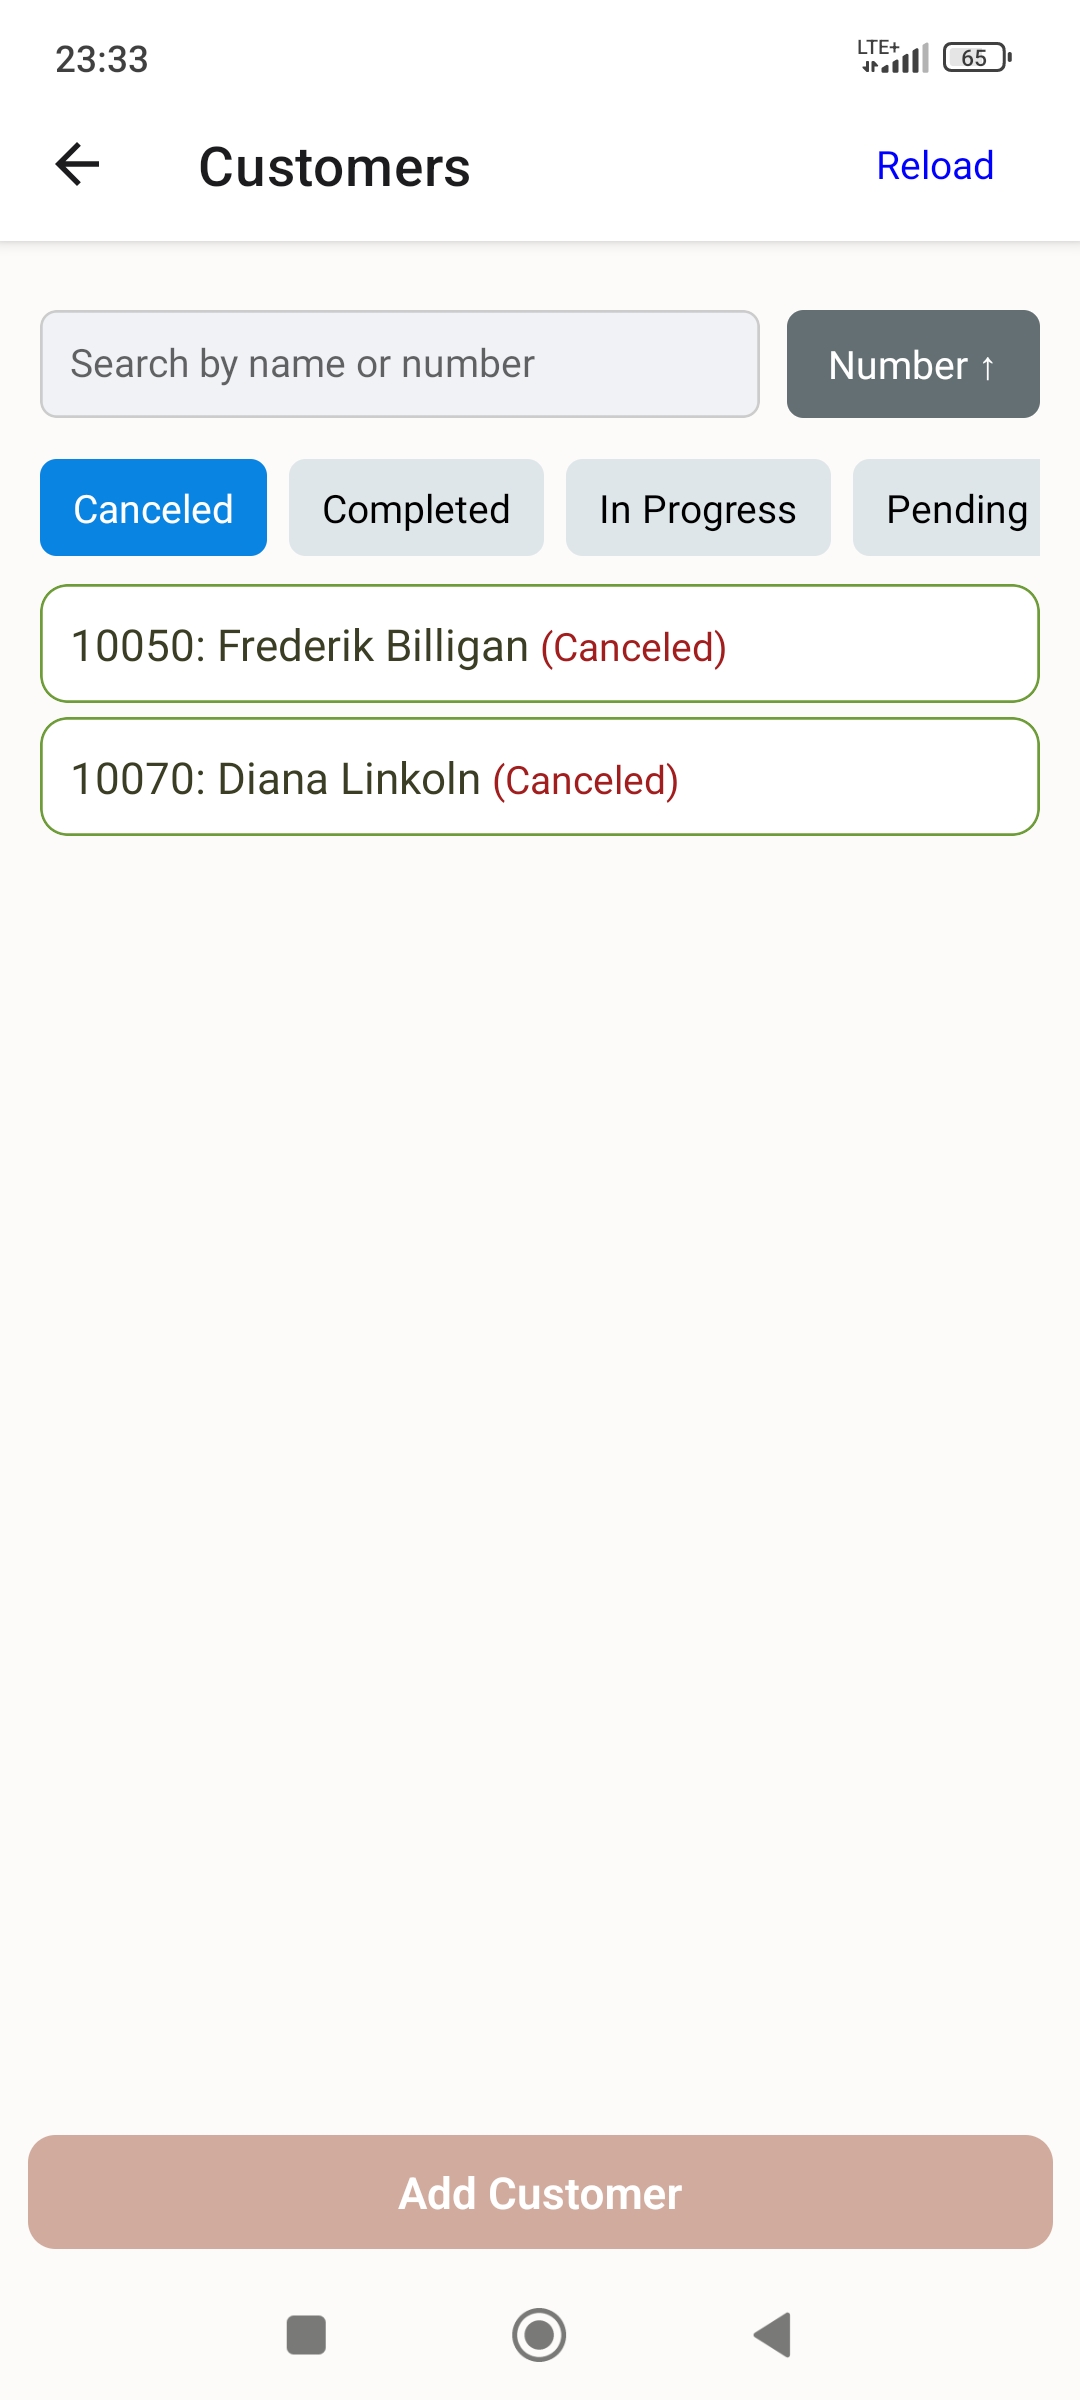 23:33 LTE+ 65
Customers Reload
Search by name or number Number ↑
Canceled Completed In Progress Pending
10050: Frederik Billigan (Canceled)
10070: Diana Linkoln (Canceled)
Add Customer